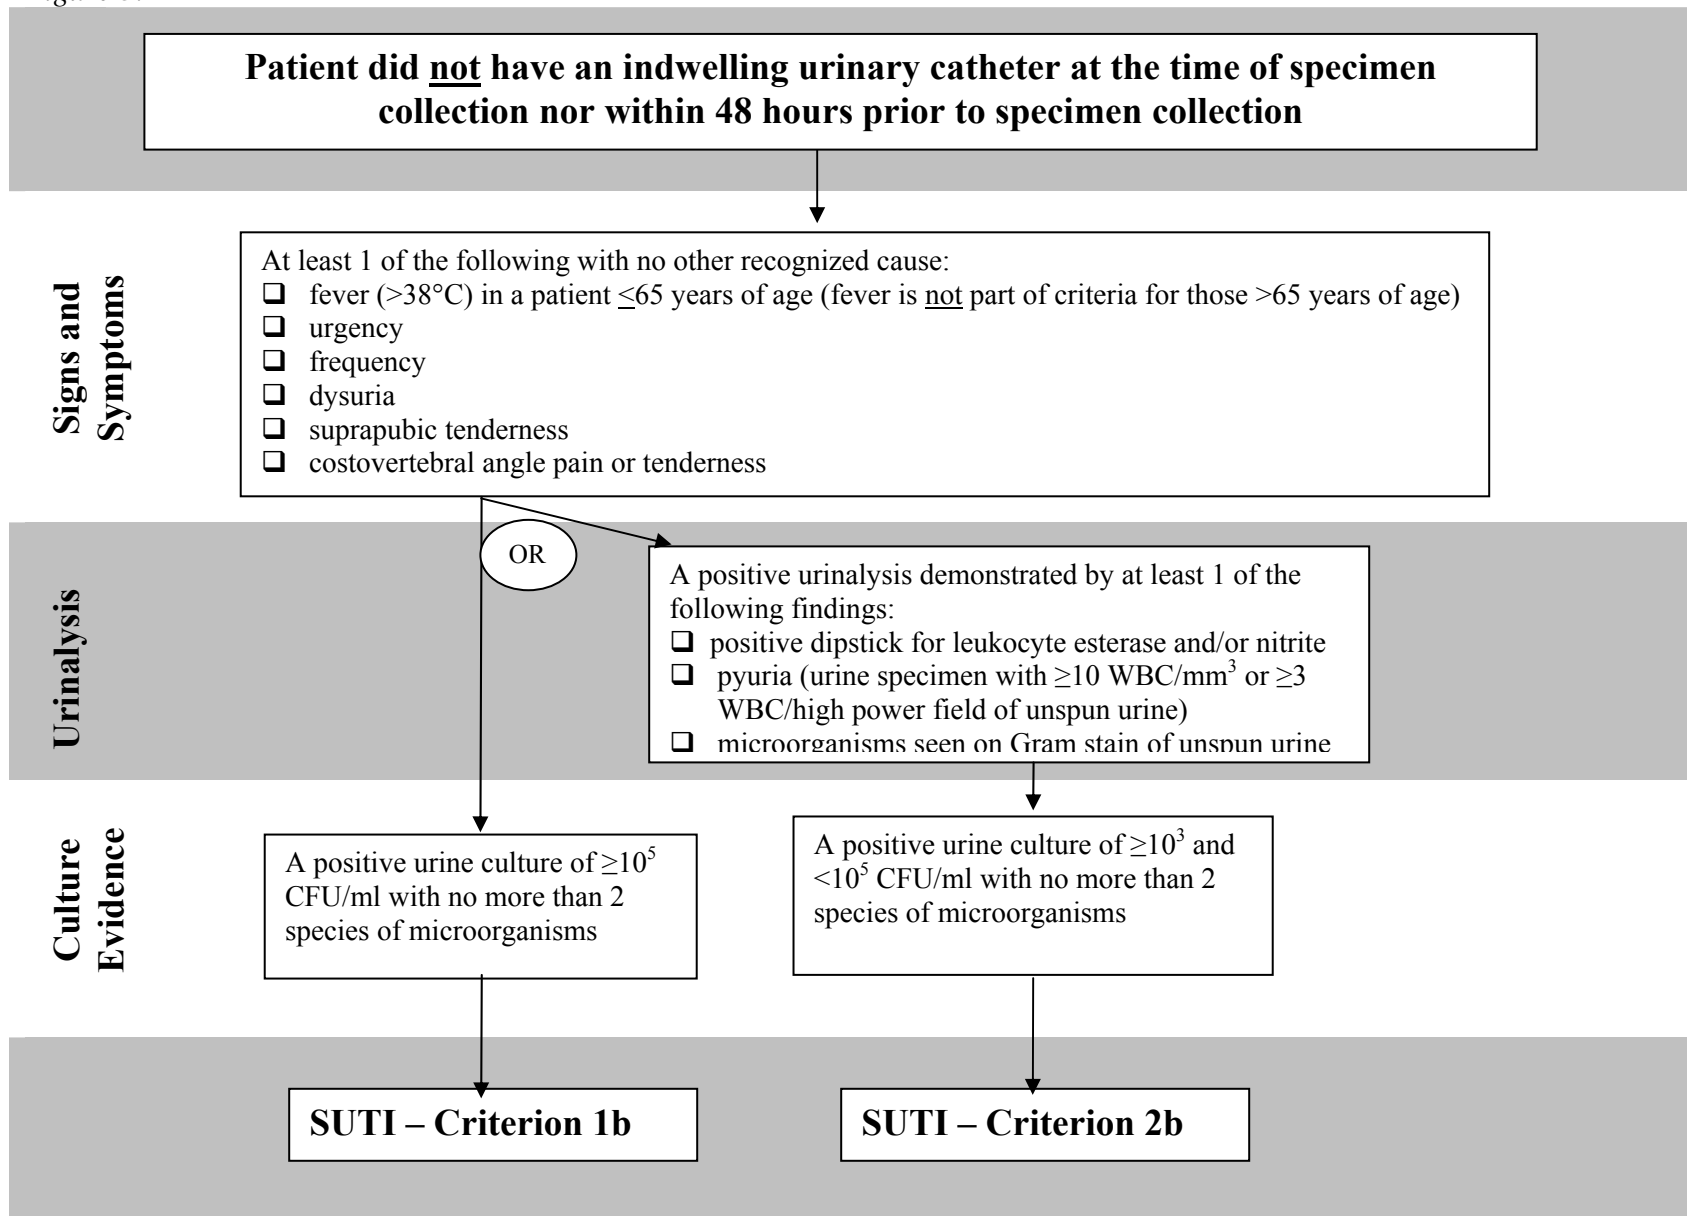 Patient did not have an indwelling urinary catheter at the time of specimen
collection nor within 48 hours prior to specimen collection
Signs and
Symptoms
At least 1 of the following with no other recognized cause:
❑ fever (>38°C) in a patient ≤65 years of age (fever is not part of criteria for those >65 years of age)
❑ urgency
❑ frequency
❑ dysuria
❑ suprapubic tenderness
❑ costovertebral angle pain or tenderness
OR
Urinalysis
A positive urinalysis demonstrated by at least 1 of the
following findings:
❑ positive dipstick for leukocyte esterase and/or nitrite
❑ pyuria (urine specimen with ≥10 WBC/mm³ or ≥3
WBC/high power field of unspun urine)
❑ microorganisms seen on Gram stain of unspun urine
Culture
Evidence
A positive urine culture of ≥10⁵
CFU/ml with no more than 2
species of microorganisms
A positive urine culture of ≥10³ and
<10⁵ CFU/ml with no more than 2
species of microorganisms
SUTI – Criterion 1b
SUTI – Criterion 2b